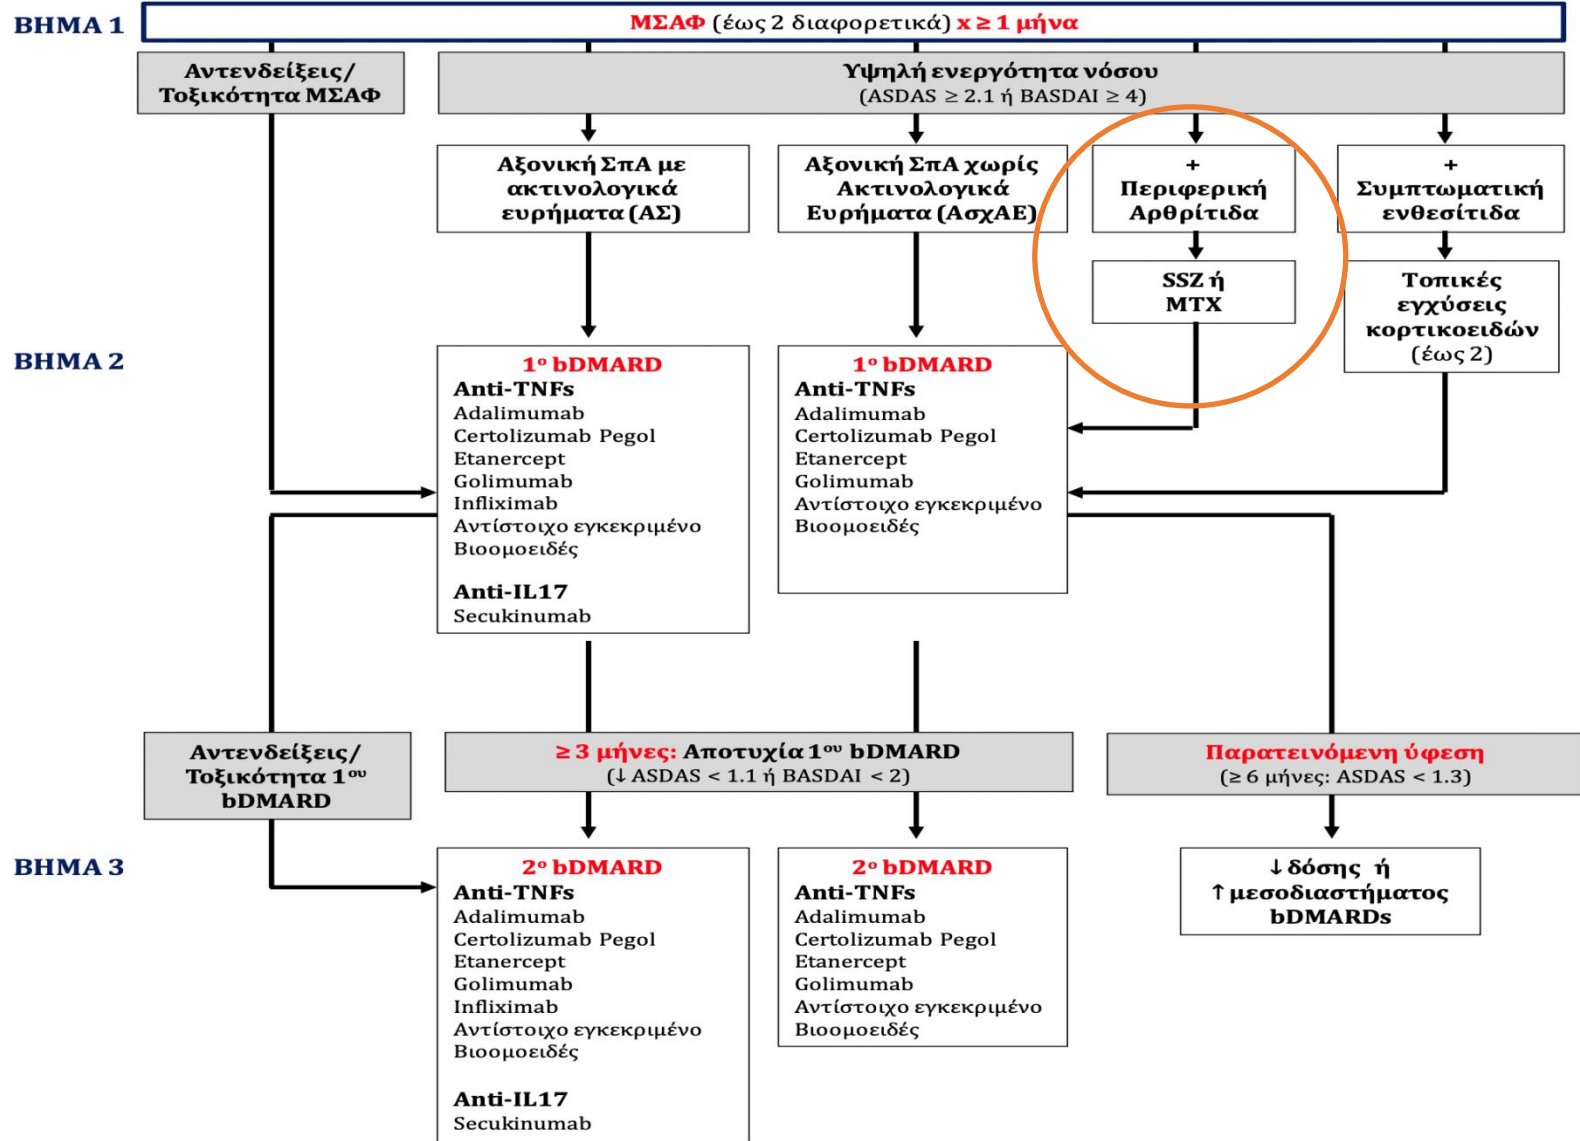 ΒΗΜΑ 1
ΜΣΑΦ (έως 2 διαφορετικά) x ≥ 1 μήνα
Αντενδείξεις/
Τοξικότητα ΜΣΑΦ
Υψηλή ενεργότητα νόσου
(ASDAS ≥ 2.1 ή BASDAI ≥ 4)
Αξονική ΣπΑ με
ακτινολογικά
ευρήματα (ΑΣ)
Αξονική ΣπΑ χωρίς
Ακτινολογικά
Ευρήματα (ΑσχΑΕ)
+
Περιφερική
Αρθρίτιδα
+
Συμπτωματική
ενθεσίτιδα
SSZ ή
MTX
Τοπικές
εγχύσεις
κορτικοειδών
(έως 2)
ΒΗΜΑ 2
1ο bDMARD
Anti-TNFs
Adalimumab
Certolizumab Pegol
Etanercept
Golimumab
Infliximab
Αντίστοιχο εγκεκριμένο
Βιοομοειδές
Anti-IL17
Secukinumab
1ο bDMARD
Anti-TNFs
Adalimumab
Certolizumab Pegol
Etanercept
Golimumab
Αντίστοιχο εγκεκριμένο
Βιοομοειδές
Αντενδείξεις/
Τοξικότητα 1ου
bDMARD
≥ 3 μήνες: Αποτυχία 1ου bDMARD
(↓ ASDAS < 1.1 ή BASDAI < 2)
Παρατεινόμενη ύφεση
(≥ 6 μήνες: ASDAS < 1.3)
ΒΗΜΑ 3
2ο bDMARD
Anti-TNFs
Adalimumab
Certolizumab Pegol
Etanercept
Golimumab
Infliximab
Αντίστοιχο εγκεκριμένο
Βιοομοειδές
Anti-IL17
Secukinumab
2ο bDMARD
Anti-TNFs
Adalimumab
Certolizumab Pegol
Etanercept
Golimumab
Αντίστοιχο εγκεκριμένο
Βιοομοειδές
↓ δόσης ή
↑ μεσοδιαστήματος
bDMARDs